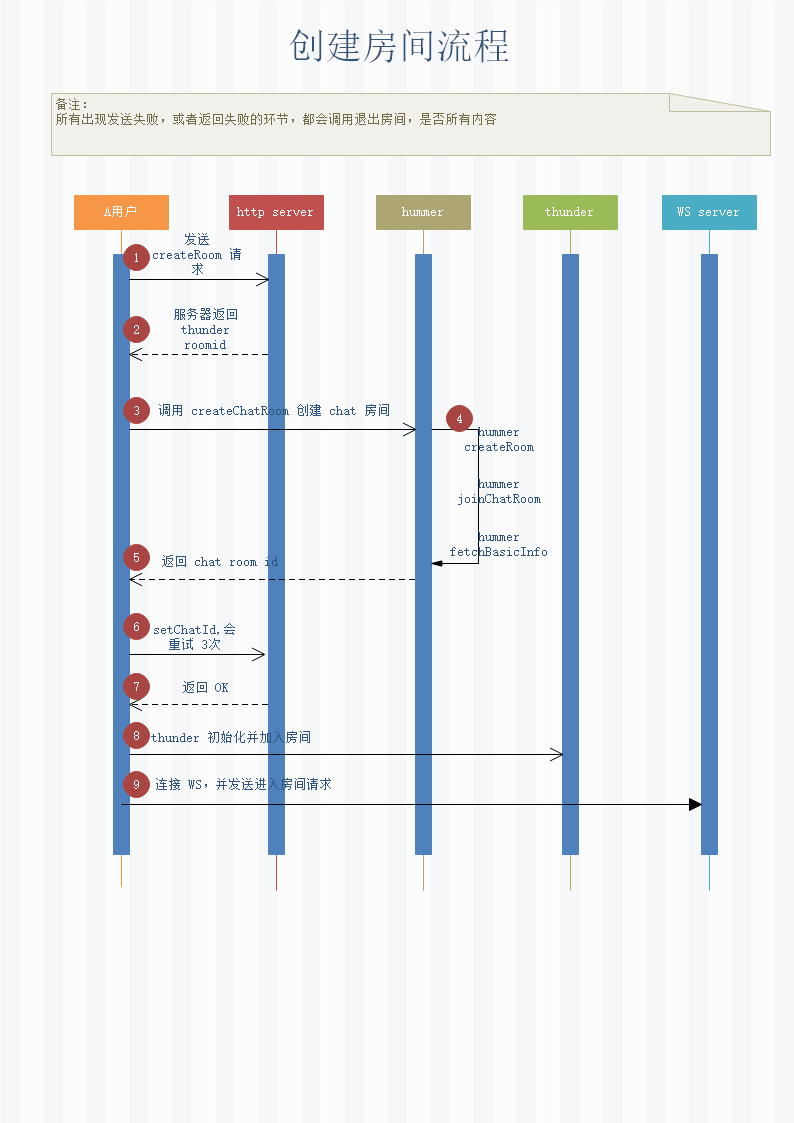 创建房间流程
备注:
所有出现发送失败，或者返回失败的环节，都会调用退出房间，是否所有内容
A用户
http server
hummer
thunder
WS server
1
发送
createRoom 请
求
2
服务器返回
thunder
roomid
3
调用 createChatRoom 创建 chat 房间
4
hummer
createRoom
hummer
joinChatRoom
hummer
fetchBasicInfo
5
返回 chat room id
6
setChatId,会
重试 3次
7
返回 OK
8
thunder 初始化并加入房间
9
连接 WS，并发送进入房间请求